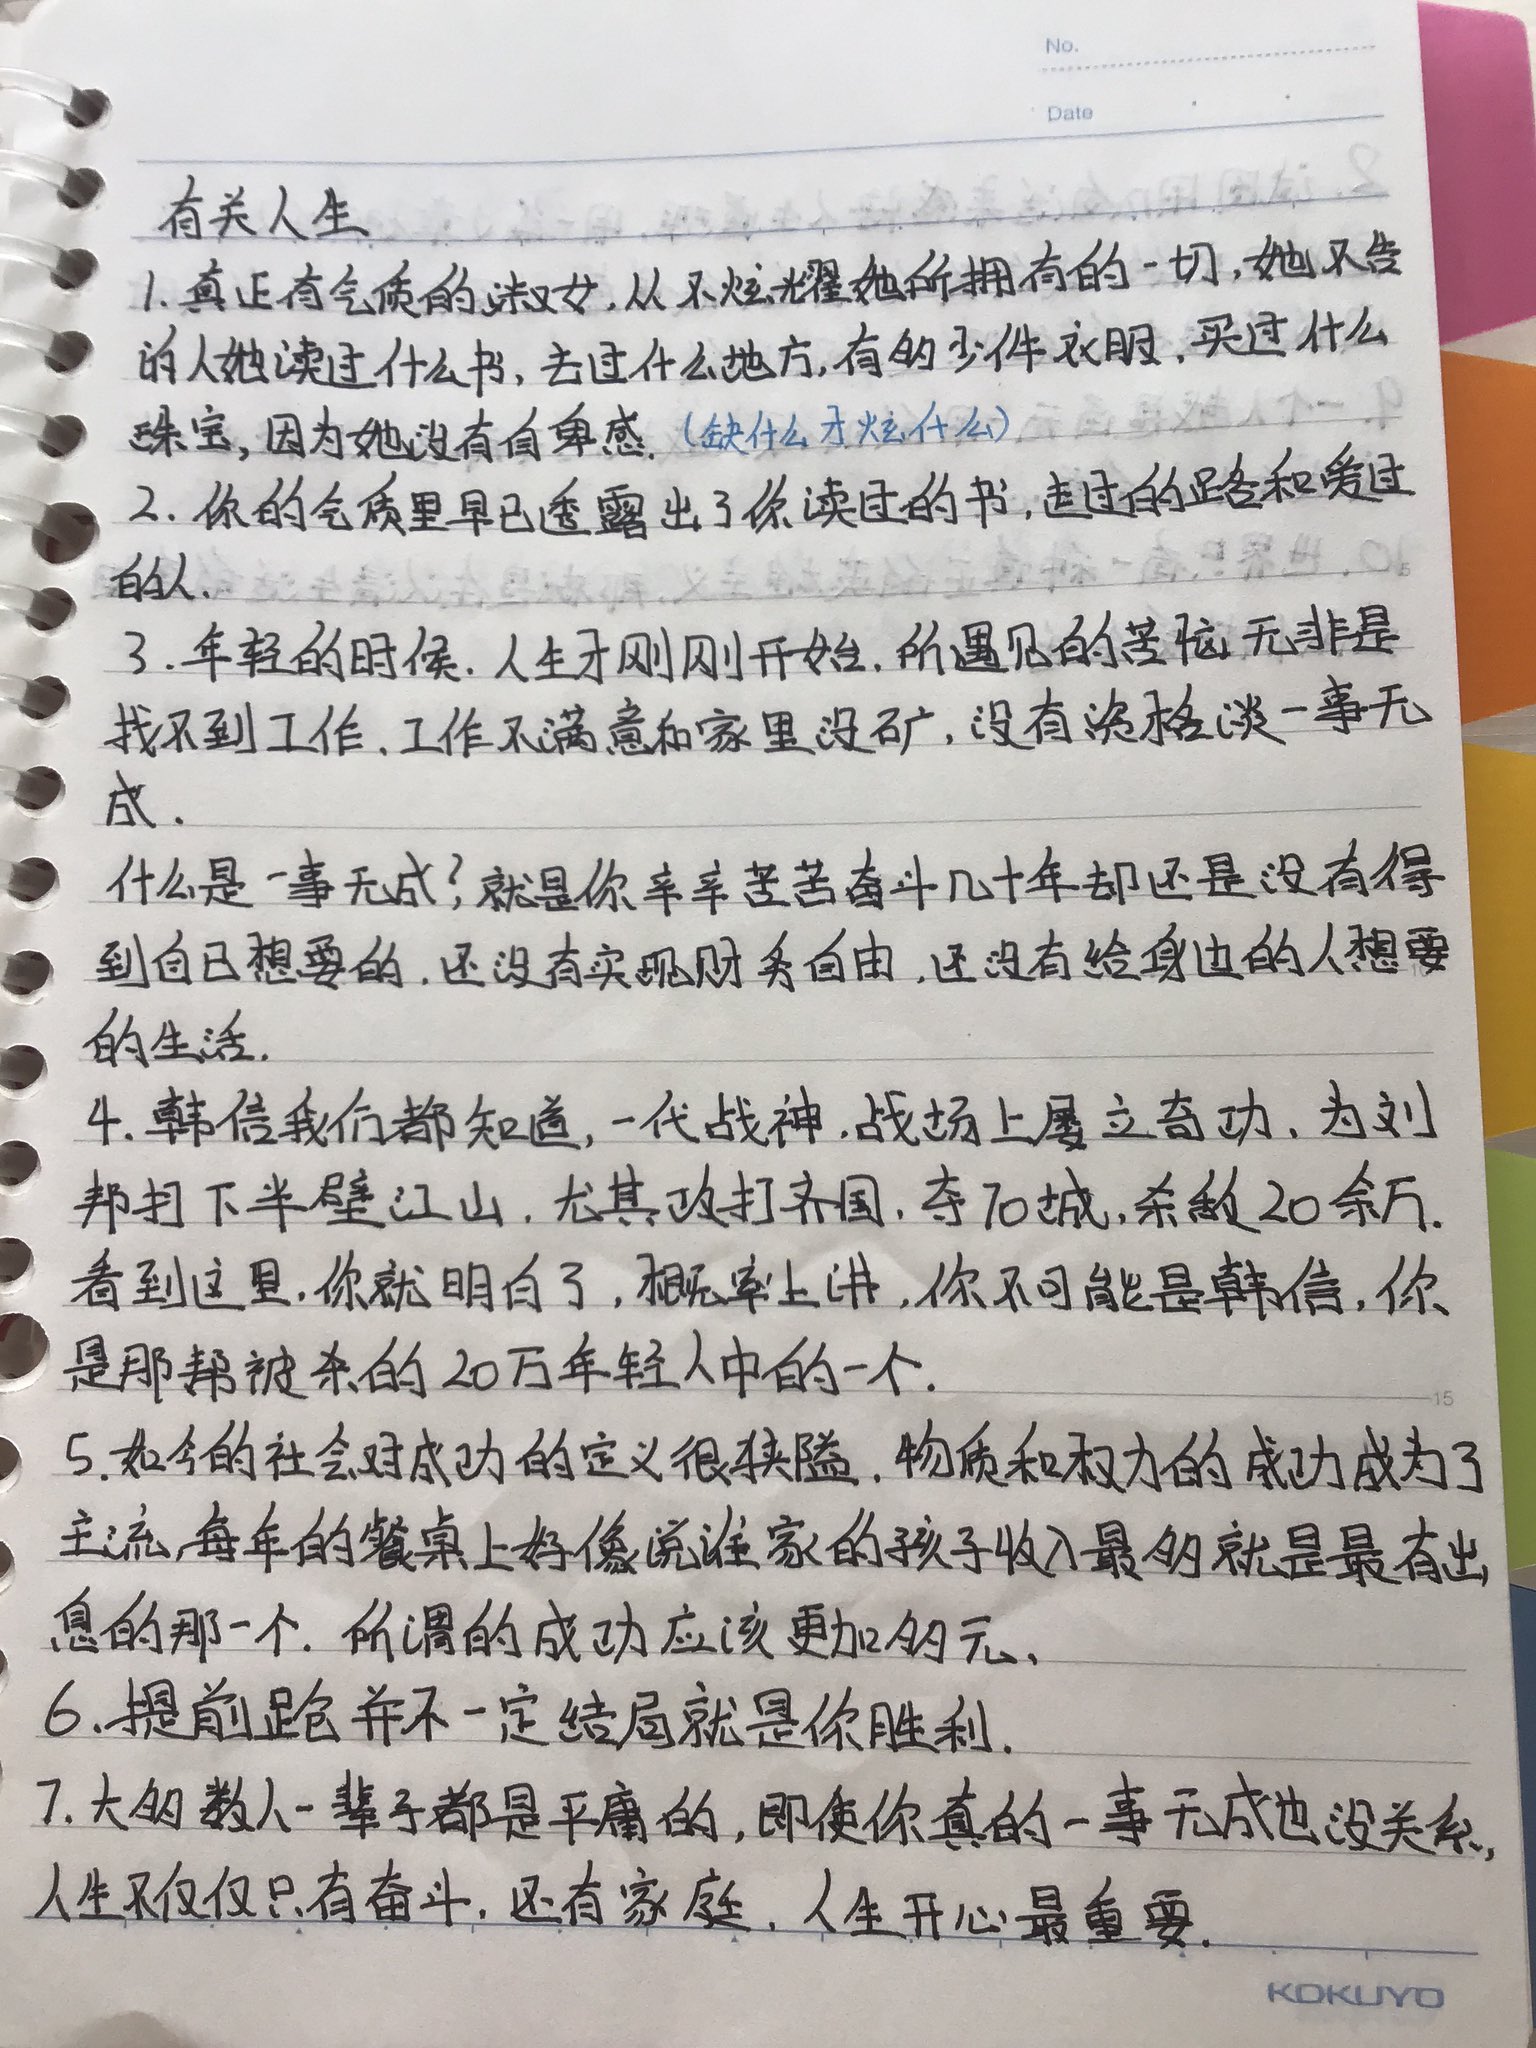 No.
Date
有关人生
1.真正有气质的淑女,从不炫耀她所拥有的一切,她不告
的人她读过什么书,去过什么地方,有多少件衣服,买过什么
珠宝,因为她没有自卑感.(缺什么才炫什么)
2.你的气质里早已透露出了你读过的书,走过的路和爱过
的人.
3.年轻的时候.人生才刚刚开始.所遇见的苦恼无非是
找不到工作.工作不满意和家里没矿,没有资格谈一事无
成.
什么是一事无成?就是你辛辛苦苦奋斗几十年却还是没有得
到自已想要的.还没有实现财务自由.还没有给身边的人想要
的生活.
4.韩信我们都知道,一代战神.战场上屡立奇功.为刘
邦打下半壁江山.尤其攻打齐国.夺70城,杀敌20余万.
看到这里.你就明白了,概率上讲,你不可能是韩信,你
是那帮被杀的20万年轻人中的一个.
15
5.如今的社会对成功的定义很狭隘.物质和权力的成功成为了
主流,每年的餐桌上好像说谁家的孩子收入最多就是最有出
息的那一个.所谓的成功应该更加多元、
6.提前跑并不一定结局就是你胜利.
7.大多数人一辈子都是平庸的,即使你真的一事无成也没关系,
人生不仅仅只有奋斗.还有家庭.人生开心最重要.
KOKUYO